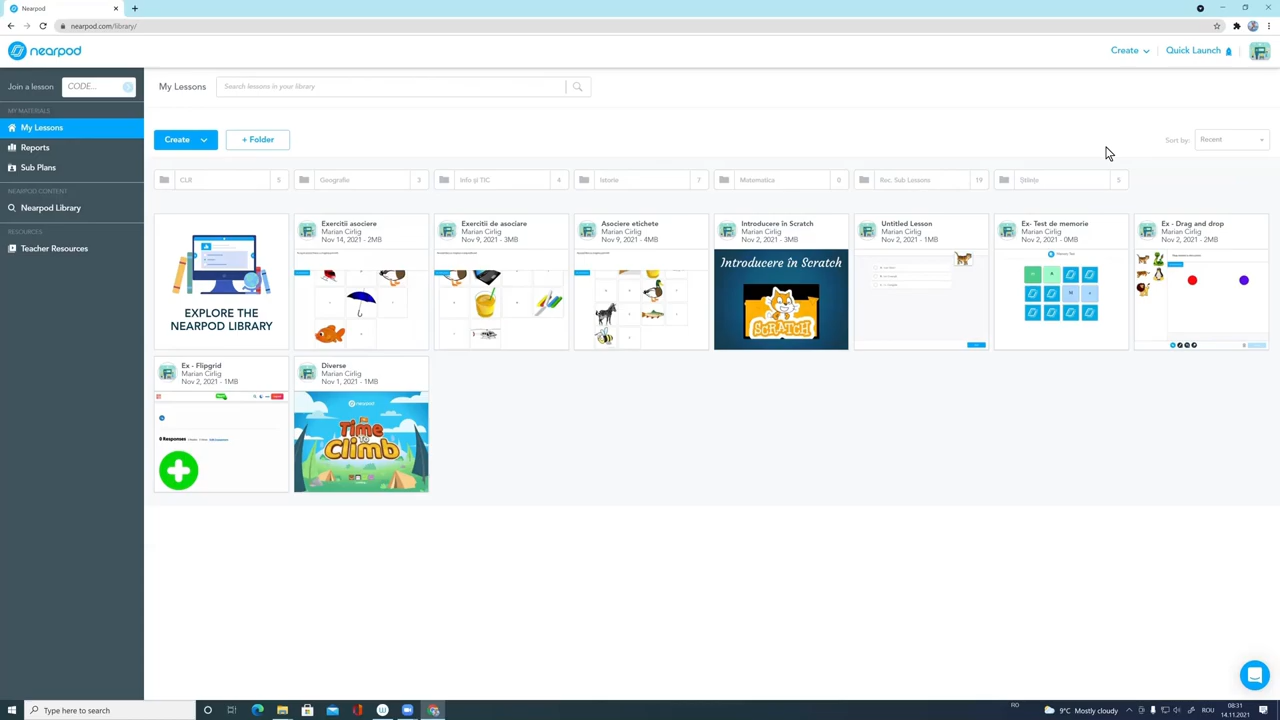 Nearpod
nearpod.com/library/
nearpod
Create
Quick Launch
Join a lesson
CODE...
My Lessons
Search lessons in your library
MY MATERIALS
My Lessons
Reports
Sub Plans
NEARPOD CONTENT
Nearpod Library
RESOURCES
Teacher Resources
Create
+ Folder
Sort by:
Recent
CLR 5
Geografie 3
Info și TIC 4
Istorie 7
Matematica 0
Rec. Sub Lessons 19
Științe 5
EXPLORE THE
NEARPOD LIBRARY
Exercitii asociere
Marian Cirlig
Nov 14, 2021 - 2MB
Exercitii de asociare
Marian Cirlig
Nov 9, 2021 - 3MB
Asociere etichete
Marian Cirlig
Nov 9, 2021 - 4MB
Introducere în Scratch
Marian Cirlig
Nov 2, 2021 - 3MB
Introducere în Scratch
SCRATCH
Untitled Lesson
Marian Cirlig
Nov 2, 2021 - 1MB
Ex- Test de memorie
Marian Cirlig
Nov 2, 2021 - 0MB
Ex - Drag and drop
Marian Cirlig
Nov 2, 2021 - 2MB
Ex - Flipgrid
Marian Cirlig
Nov 2, 2021 - 1MB
0 Responses
Diverse
Marian Cirlig
Nov 1, 2021 - 1MB
nearpod
Time
to
Climb
Type here to search
RO
9°C Mostly cloudy
ROU
08:31
14.11.2021